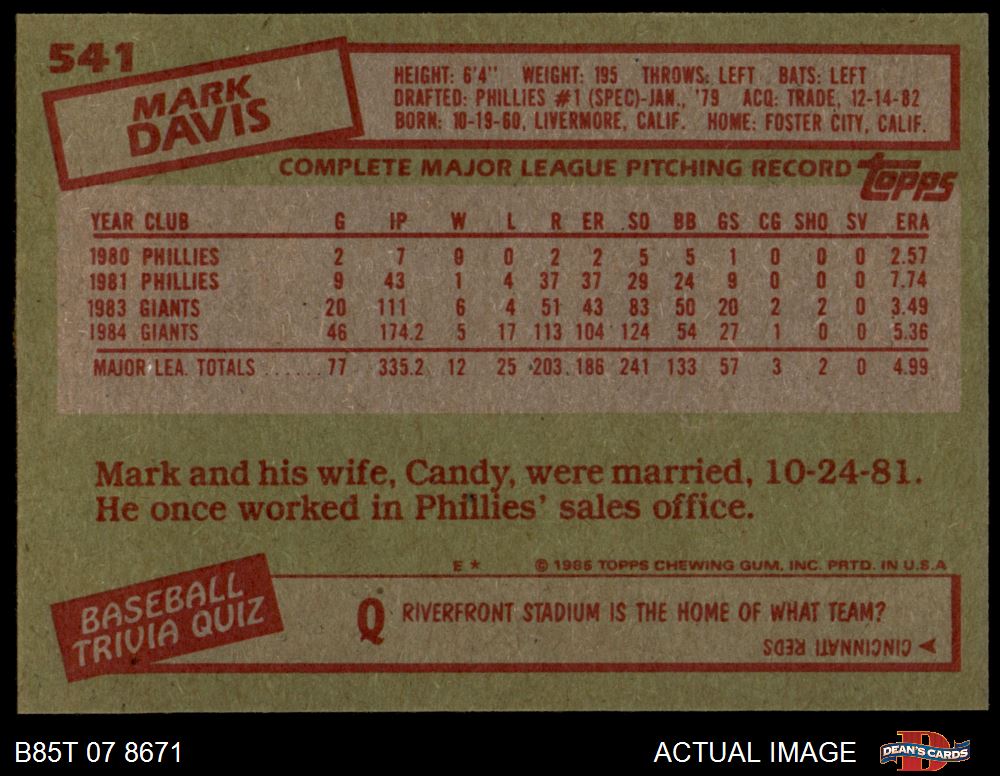 541
MARK
DAVIS
HEIGHT: 6'4" WEIGHT: 195 THROWS: LEFT BATS: LEFT
DRAFTED: PHILLIES #1 (SPEC)-JAN., '79 ACQ: TRADE, 12-14-82
BORN: 10-19-60, LIVERMORE, CALIF. HOME: FOSTER CITY, CALIF.
COMPLETE MAJOR LEAGUE PITCHING RECORD topps
YEAR CLUB G IP W L R ER SO BB GS CG SHO SV ERA
1980 PHILLIES 2 7 0 0 2 2 5 5 1 0 0 0 2.57
1981 PHILLIES 9 43 1 4 37 37 29 24 9 0 0 0 7.74
1983 GIANTS 20 111 6 4 51 43 83 50 20 2 2 0 3.49
1984 GIANTS 46 174.2 5 17 113 104 124 54 27 1 0 0 5.36
MAJOR LEA. TOTALS ...... 77 335.2 12 25 203 186 241 133 57 3 2 0 4.99
Mark and his wife, Candy, were married, 10-24-81.
He once worked in Phillies' sales office.
E * © 1985 TOPPS CHEWING GUM, INC. PRTD. IN U.S.A
BASEBALL
TRIVIA QUIZ
Q RIVERFRONT STADIUM IS THE HOME OF WHAT TEAM?
CINCINNATI REDS
B85T 07 8671
ACTUAL IMAGE
DEAN'S CARDS